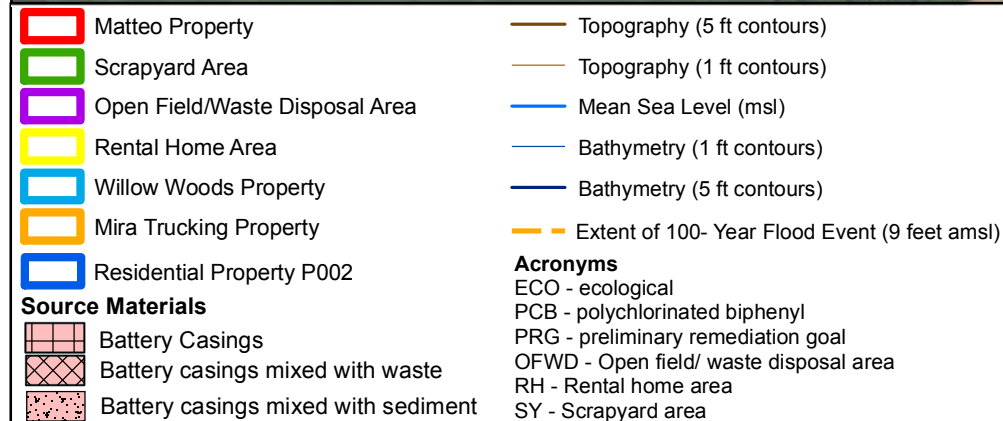 Matteo Property
Scrapyard Area
Open Field/Waste Disposal Area
Rental Home Area
Willow Woods Property
Mira Trucking Property
Residential Property P002
Source Materials
Battery Casings
Battery casings mixed with waste
Battery casings mixed with sediment
Topography (5 ft contours)
Topography (1 ft contours)
Mean Sea Level (msl)
Bathymetry (1 ft contours)
Bathymetry (5 ft contours)
Extent of 100- Year Flood Event (9 feet amsl)
Acronyms
ECO - ecological
PCB - polychlorinated biphenyl
PRG - preliminary remediation goal
OFWD - Open field/ waste disposal area
RH - Rental home area
SY - Scrapyard area